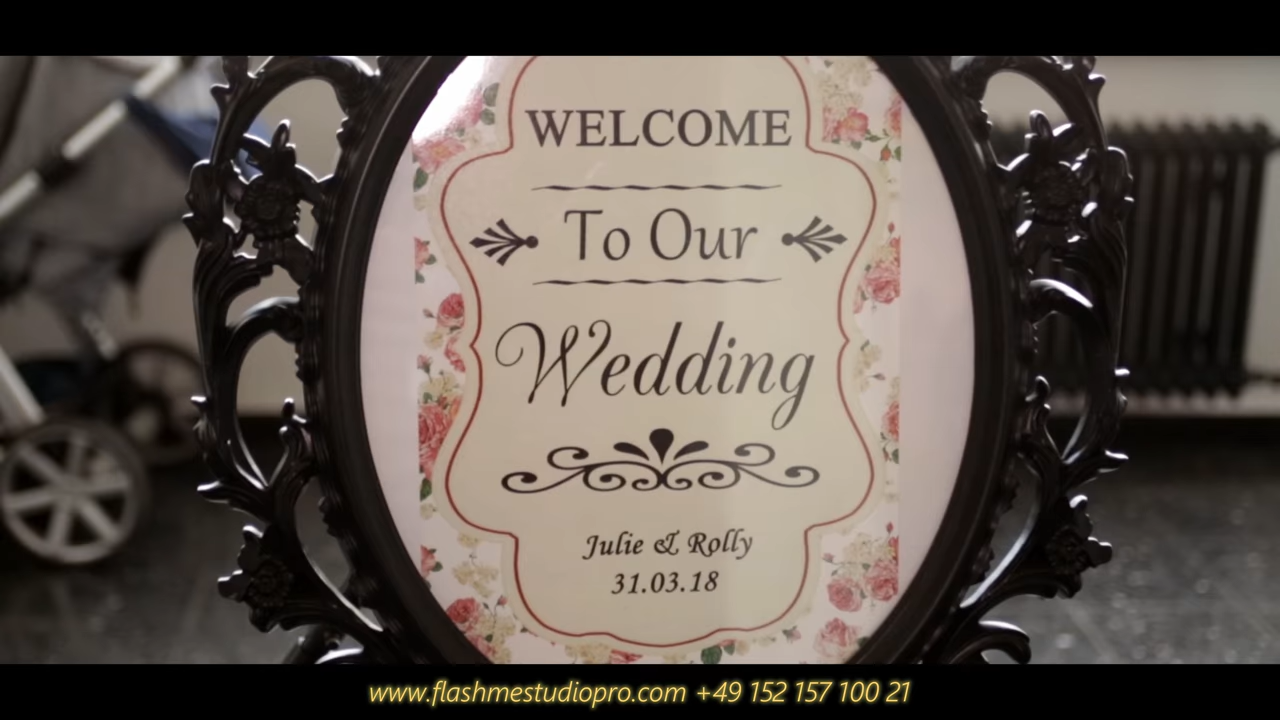 WELCOME
To Our
Wedding
Julie & Rolly
31.03.18
www.flashmestudiopro.com +49 152 157 100 21